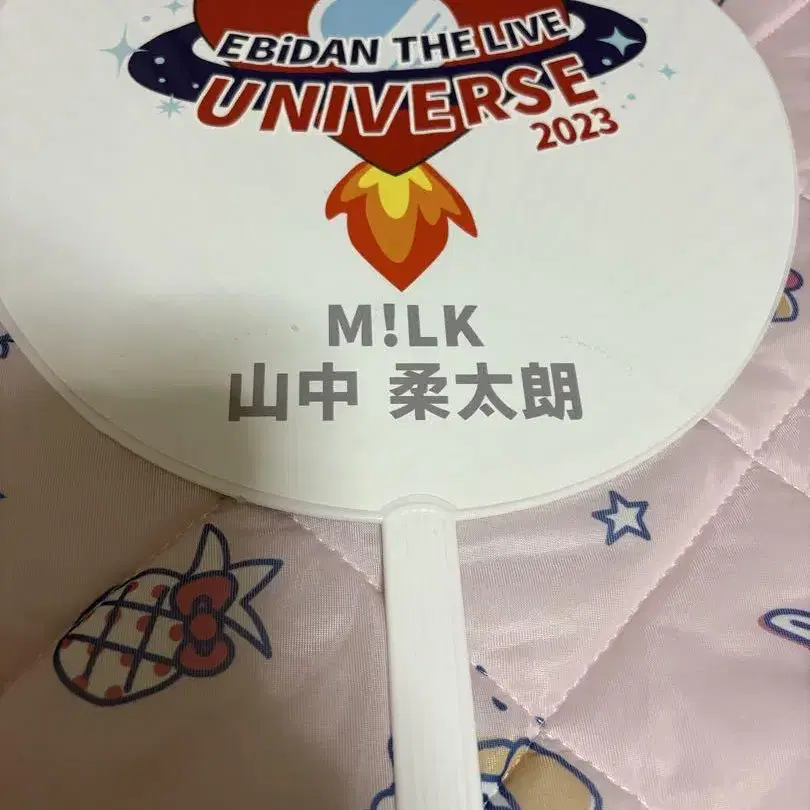 EBiDAN THE LIVE
UNIVERSE
2023
M!LK
山中 柔太朗